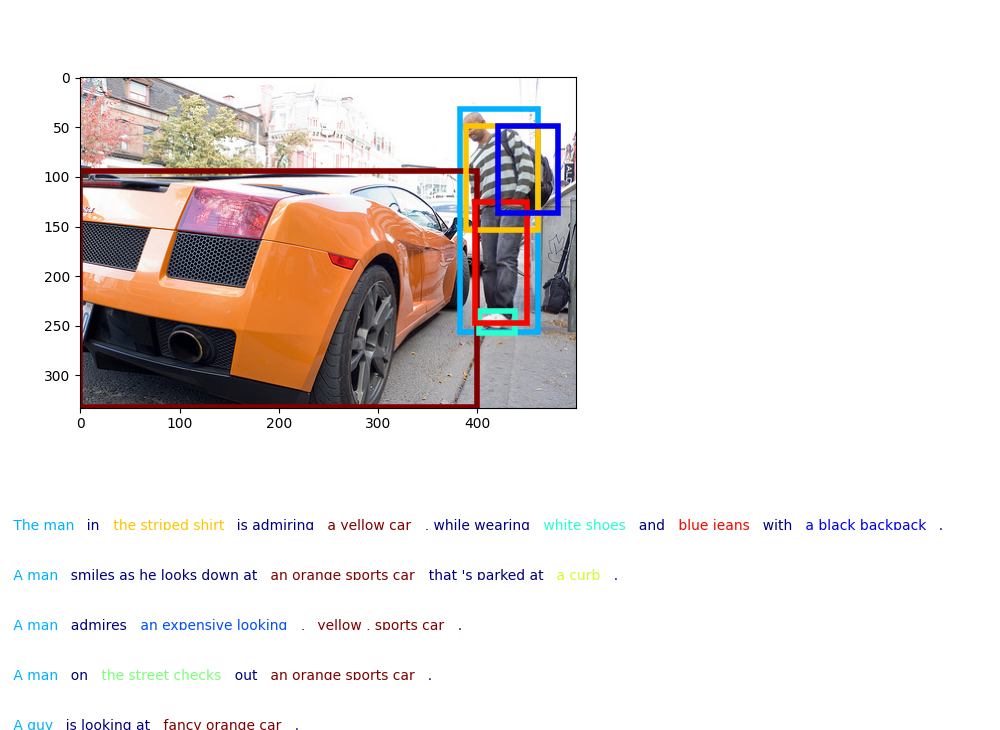 0
50
100
150
200
250
300
0 100 200 300 400
The man in the striped shirt is admiring a yellow car , while wearing white shoes and blue jeans with a black backpack .
A man smiles as he looks down at an orange sports car that 's parked at a curb .
A man admires an expensive looking , yellow , sports car .
A man on the street checks out an orange sports car .
A guy is looking at fancy orange car .